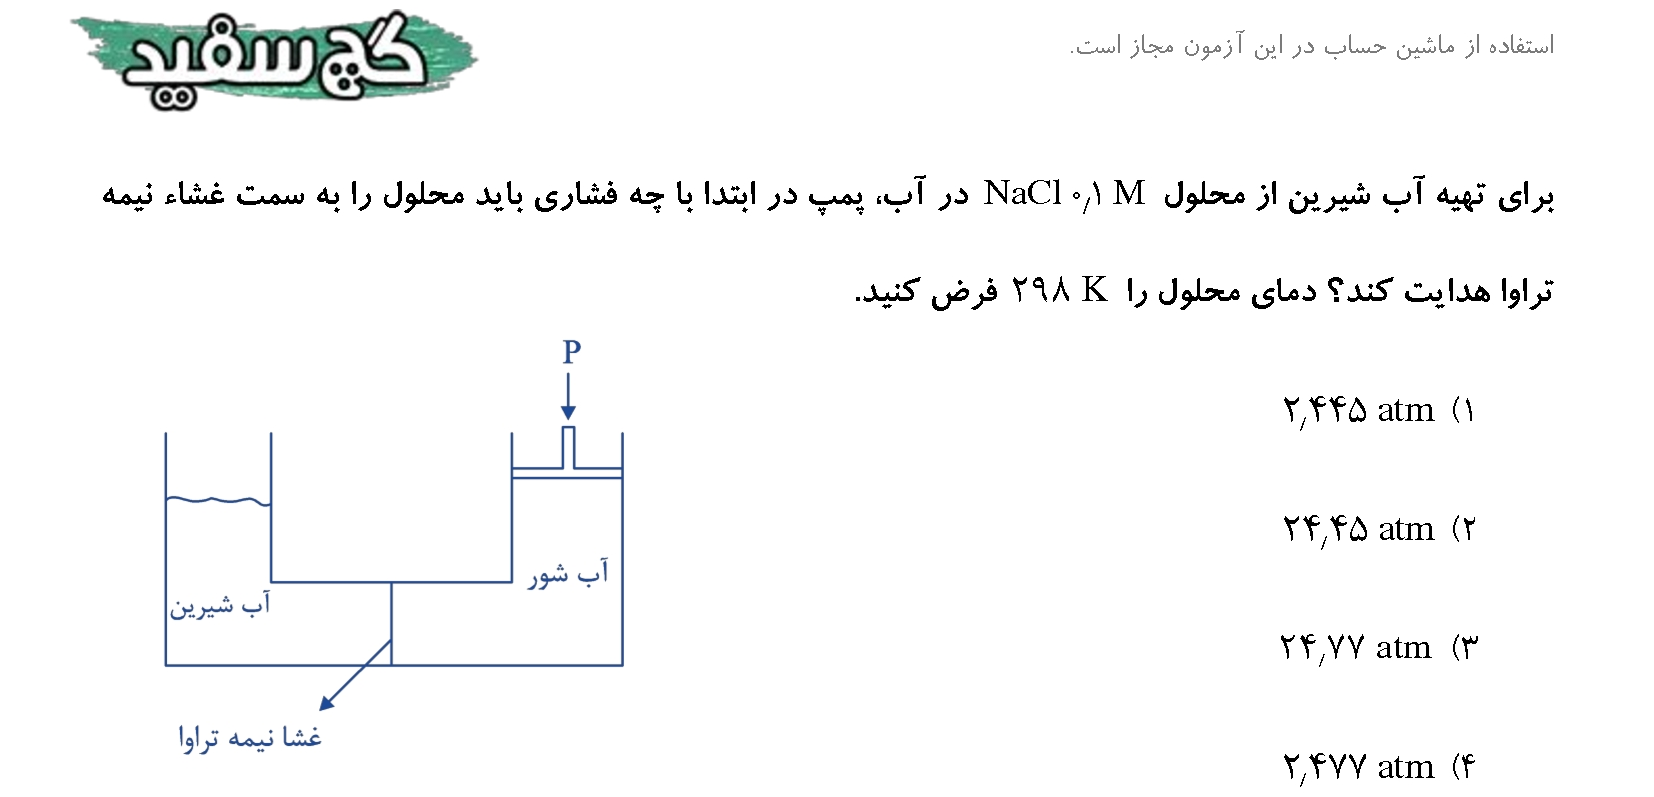 گچ سفید
استفاده از ماشین حساب در این آزمون مجاز است.
برای تهیه آب شیرین از محلول NaCl ۰٫۱ M در آب، پمپ در ابتدا با چه فشاری باید محلول را به سمت غشاء نیمه
تراوا هدایت کند؟ دمای محلول را ۲۹۸ K فرض کنید.
۱) ۲٫۴۴۵ atm
۲) ۲۴٫۴۵ atm
۳) ۲۴٫۷۷ atm
۴) ۲٫۴۷۷ atm
P
آب شور
آب شیرین
غشا نیمه تراوا